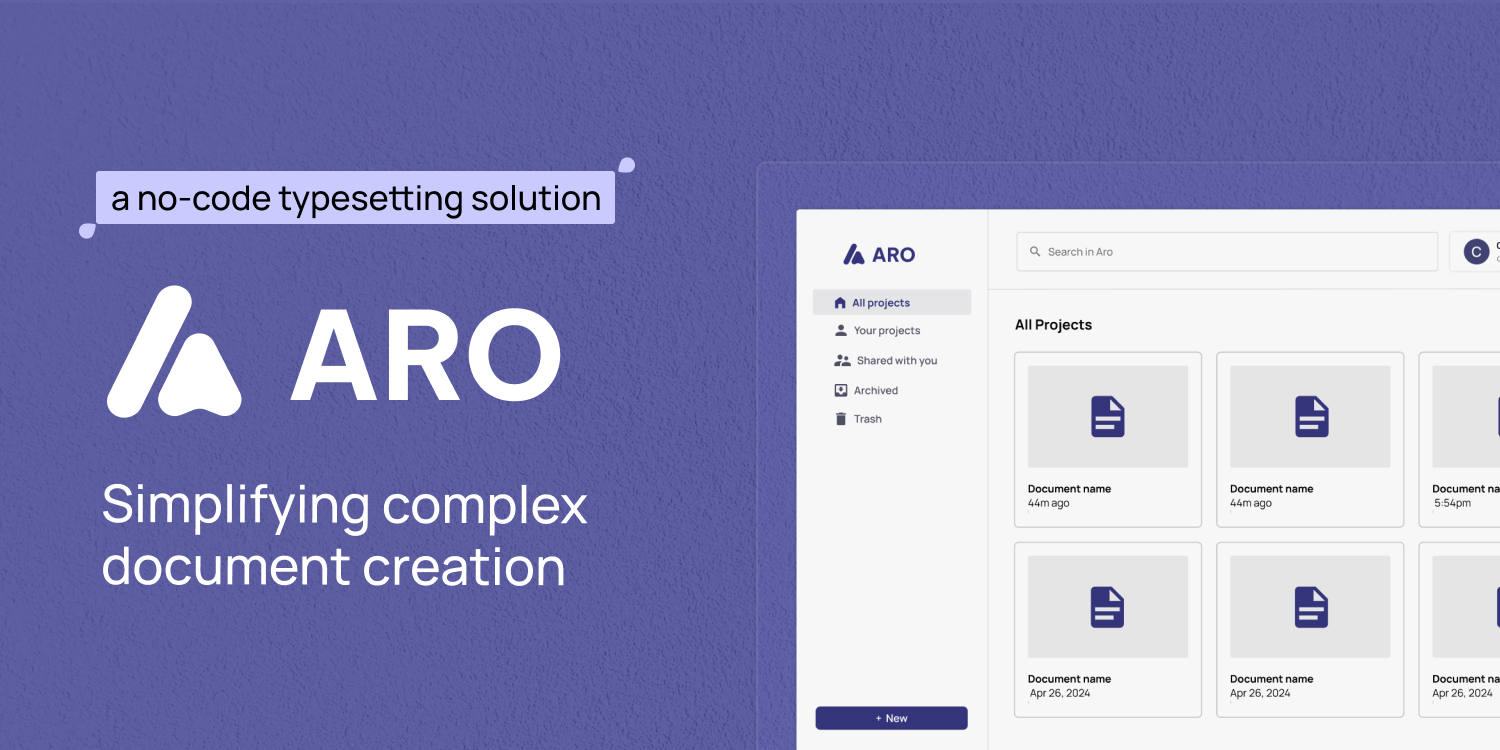 a no-code typesetting solution
ARO
Simplifying complex
document creation
ARO
All projects
Your projects
Shared with you
Archived
Trash
+ New
Search in Aro
C
All Projects
Document name
44m ago
Document name
44m ago
Document
5:54pm
Document name
Apr 26, 2024
Document name
Apr 26, 2024
Document
Apr 26, 2024